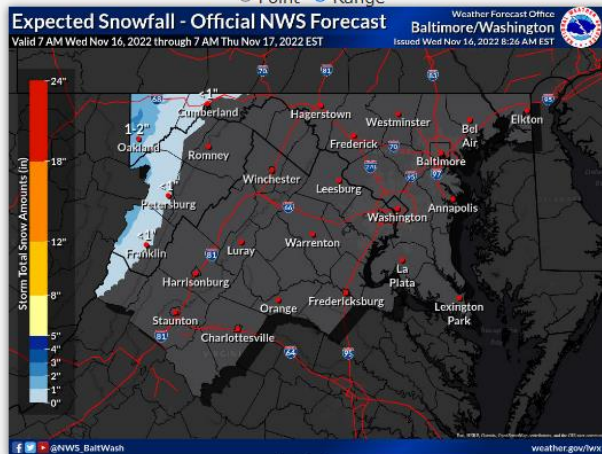 Point Range
Expected Snowfall - Official NWS Forecast
Valid 7 AM Wed Nov 16, 2022 through 7 AM Thu Nov 17, 2022 EST
Weather Forecast Office
Baltimore/Washington
Issued Wed Nov 16, 2022 8:26 AM EST
Storm Total Snow Amounts (in)
24"
18"
12"
8"
5"
4"
3"
2"
1"
0"
70
81
83
95
68
<1"
Cumberland
Hagerstown
Westminster
Bel
Air
Elkton
1-2"
Oakland
Romney
Frederick
70
Baltimore
270
95
97
Winchester
Leesburg
<1"
Petersburg
66
Washington
Annapolis
<1"
Franklin
81
Luray
Warrenton
Harrisonburg
La
Plata
Staunton
Orange
Fredericksburg
Lexington
Park
81
Charlottesville
64
95
@NWS_BaltWash
weather.gov/lwx